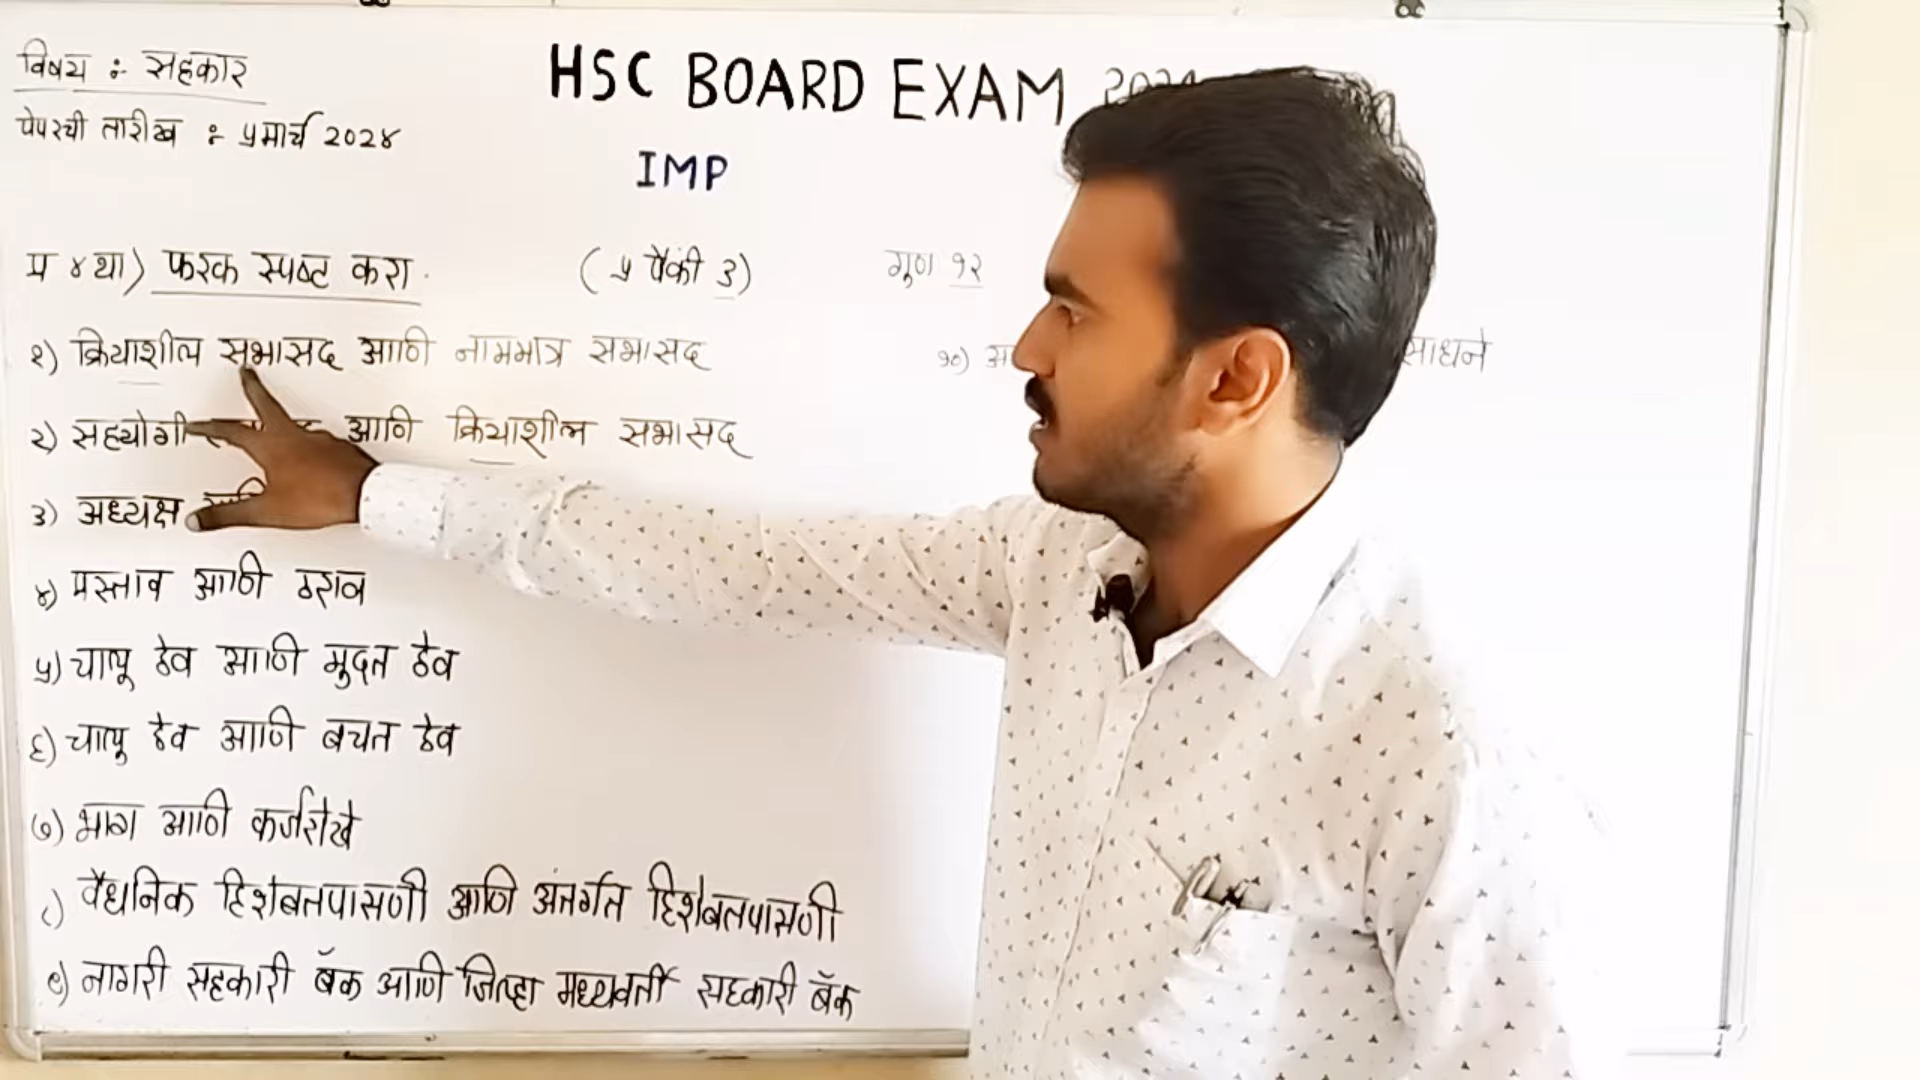 विषय :- सहकार
पेपरची तारीख :- ५ मार्च २०२४
HSC BOARD EXAM
IMP
प्र ४ था) फरक स्पष्ट करा.
(५ पैकी ३)
गुण १२
१) क्रियाशील सभासद आणि नाममात्र सभासद
२) सहयोगी आणि क्रियाशील सभासद
३) अध्यक्ष
४) प्रस्ताव आणि ठराव
५) चालू ठेव आणि मुदत ठेव
६) चालू ठेव आणि बचत ठेव
७) भाग आणि कर्जरोखे
८) वैधनिक हिशेबतपासणी आणि अंतर्गत हिशेबतपासणी
९) नागरी सहकारी बँक आणि जिल्हा मध्यवर्ती सहकारी बँक
१०) साधने